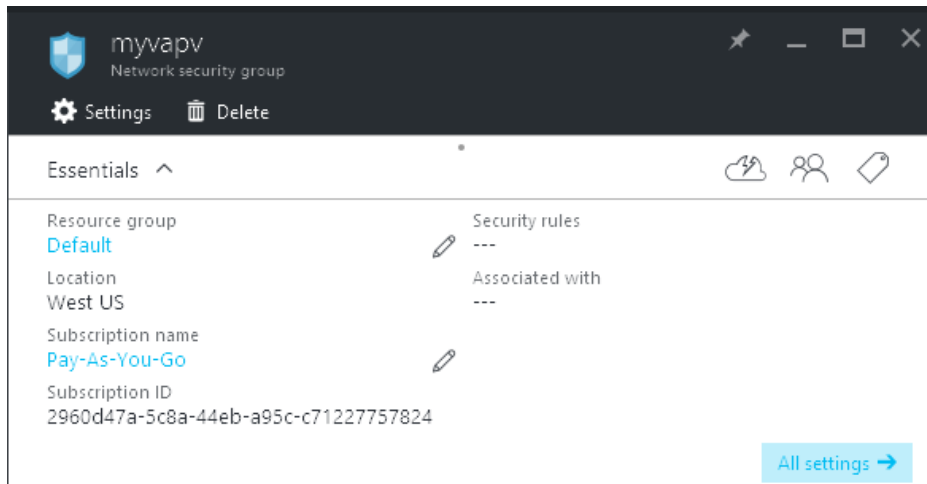 myvapv
Network security group
Settings Delete
Essentials
Resource group
Default
Location
West US
Subscription name
Pay-As-You-Go
Subscription ID
2960d47a-5c8a-44eb-a95c-c71227757824
Security rules
---
Associated with
---
All settings